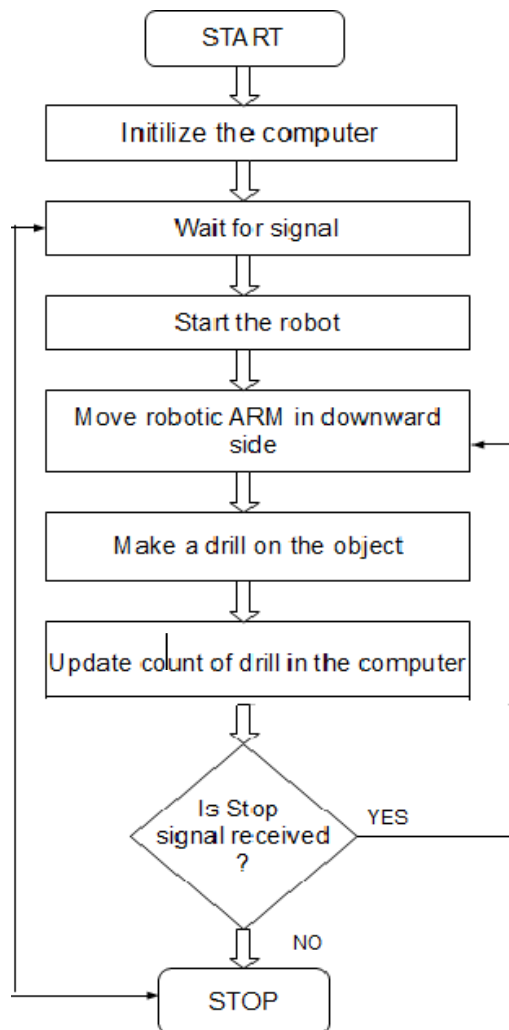 START
Initilize the computer
Wait for signal
Start the robot
Move robotic ARM in downward
side
Make a drill on the object
Update count of drill in the computer
Is Stop
signal received
?
YES
NO
STOP